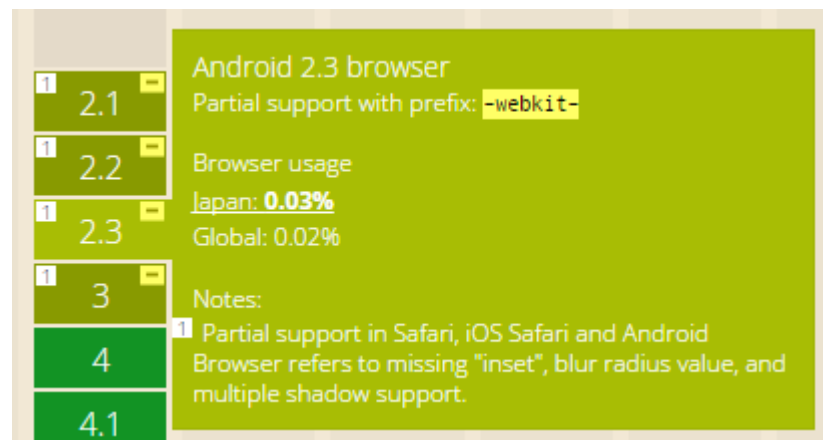 1
2.1
1
2.2
1
2.3
1
3
4
4.1
Android 2.3 browser
Partial support with prefix: -webkit-
Browser usage
Japan: 0.03%
Global: 0.02%
Notes:
1 Partial support in Safari, iOS Safari and Android
Browser refers to missing "inset", blur radius value, and
multiple shadow support.